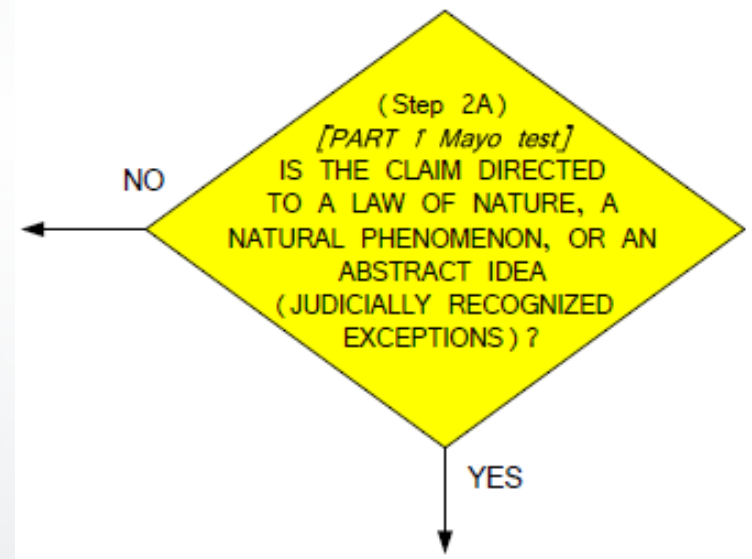 (Step 2A)
[PART 1 Mayo test]
IS THE CLAIM DIRECTED
TO A LAW OF NATURE, A
NATURAL PHENOMENON, OR AN
ABSTRACT IDEA
(JUDICIALLY RECOGNIZED
EXCEPTIONS)?
NO
YES